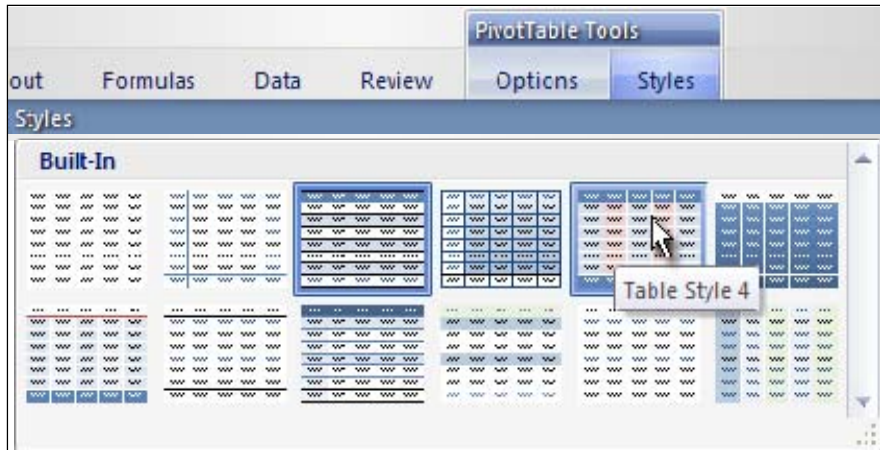 PivotTable Tools
out Formulas Data Review Options Styles
Styles
Built-In
Table Style 4